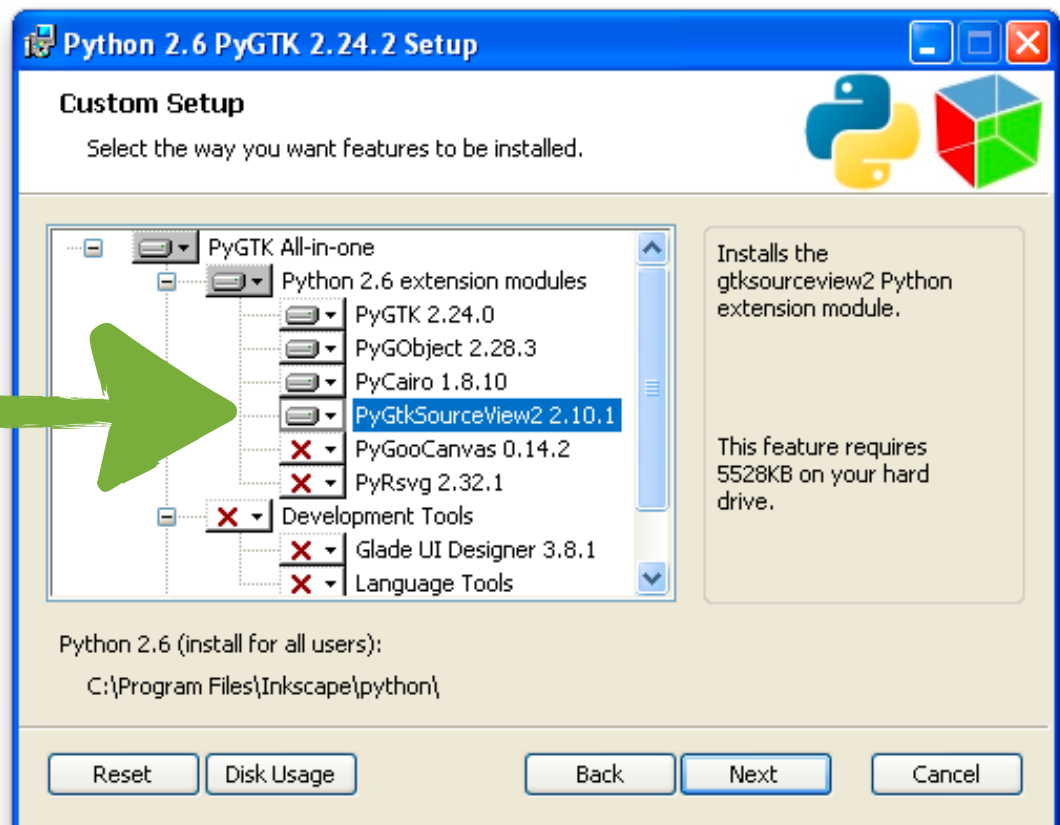 Python 2.6 PyGTK 2.24.2 Setup
Custom Setup
Select the way you want features to be installed.
PyGTK All-in-one
Python 2.6 extension modules
PyGTK 2.24.0
PyGObject 2.28.3
PyCairo 1.8.10
PyGtkSourceView2 2.10.1
PyGooCanvas 0.14.2
PyRsvg 2.32.1
Development Tools
Glade UI Designer 3.8.1
Language Tools
Installs the
gtksourceview2 Python
extension module.
This feature requires
5528KB on your hard
drive.
Python 2.6 (install for all users):
C:\Program Files\Inkscape\python\
Reset
Disk Usage
Back
Next
Cancel